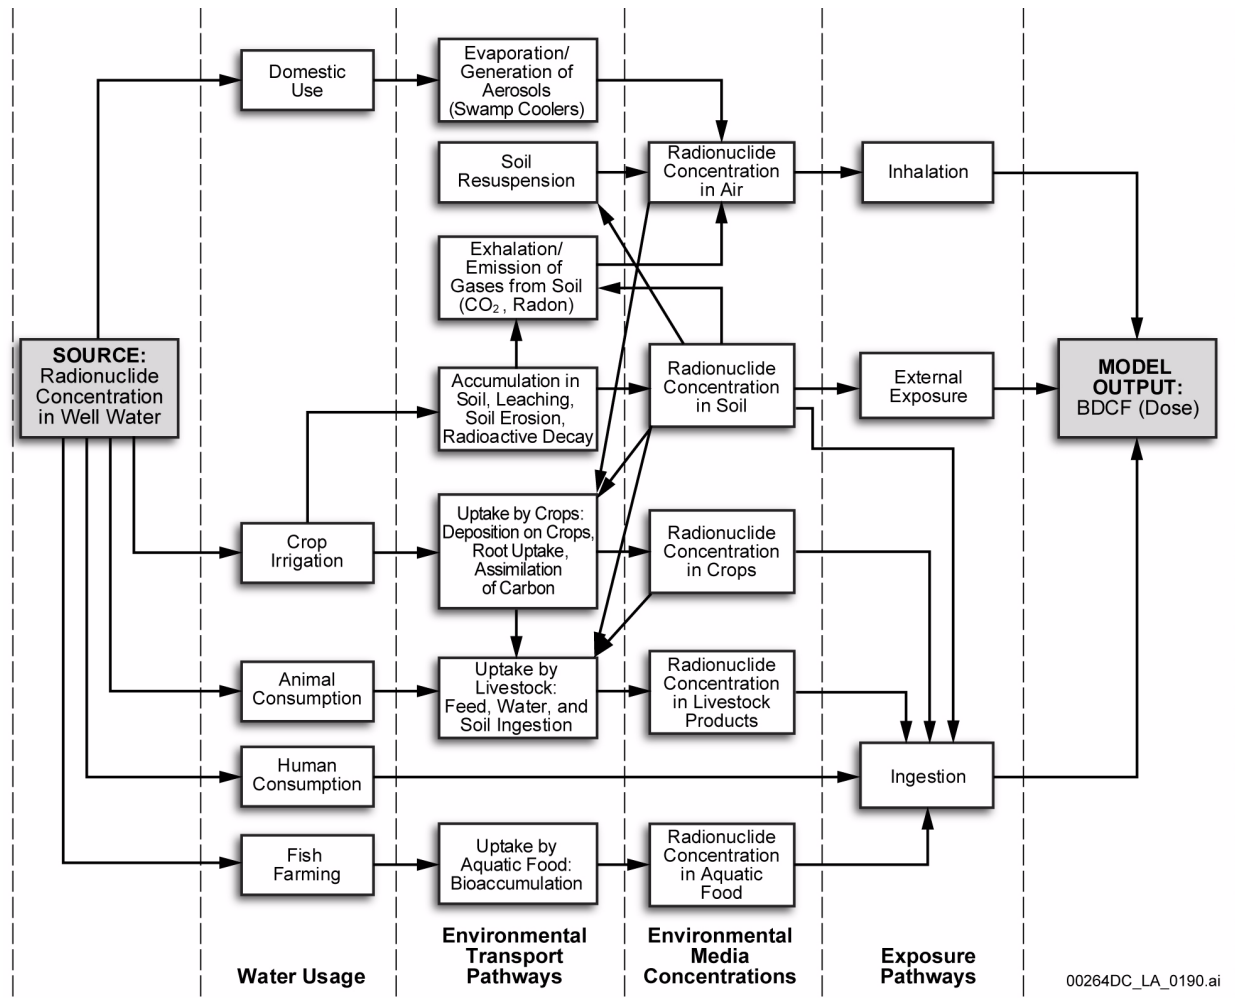 Domestic
Use
Evaporation/
Generation of
Aerosols
(Swamp Coolers)
Soil
Resuspension
Radionuclide
Concentration
in Air
Inhalation
Exhalation/
Emission of
Gases from Soil
(CO₂ , Radon)
SOURCE:
Radionuclide
Concentration
in Well Water
Accumulation in
Soil, Leaching,
Soil Erosion,
Radioactive Decay
Radionuclide
Concentration
in Soil
External
Exposure
MODEL
OUTPUT:
BDCF (Dose)
Crop
Irrigation
Uptake by Crops:
Deposition on Crops,
Root Uptake,
Assimilation
of Carbon
Radionuclide
Concentration
in Crops
Animal
Consumption
Uptake by
Livestock:
Feed, Water, and
Soil Ingestion
Radionuclide
Concentration
in Livestock
Products
Human
Consumption
Ingestion
Fish
Farming
Uptake by
Aquatic Food:
Bioaccumulation
Radionuclide
Concentration
in Aquatic
Food
Water Usage
Environmental
Transport
Pathways
Environmental
Media
Concentrations
Exposure
Pathways
00264DC_LA_0190.ai